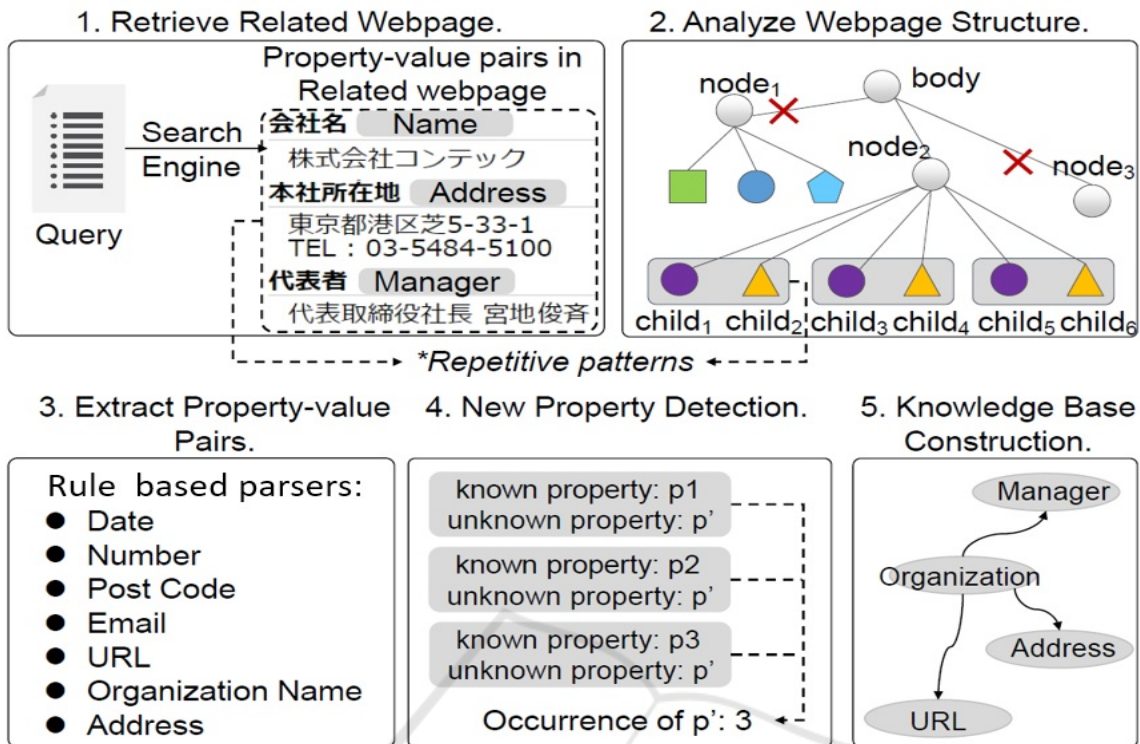 1. Retrieve Related Webpage.
Property-value pairs in
Related webpage
Search
Engine
Query
会社名 Name
株式会社コンテック
本社所在地 Address
東京都港区芝5-33-1
TEL : 03-5484-5100
代表者 Manager
代表取締役社長 宮地俊斉
2. Analyze Webpage Structure.
body
node1
node2
node3
child1 child2 child3 child4 child5 child6
*Repetitive patterns
3. Extract Property-value
Pairs.
Rule based parsers:
● Date
● Number
● Post Code
● Email
● URL
● Organization Name
● Address
4. New Property Detection.
known property: p1
unknown property: p’
known property: p2
unknown property: p’
known property: p3
unknown property: p’
Occurrence of p’: 3
5. Knowledge Base
Construction.
Manager
Organization
Address
URL